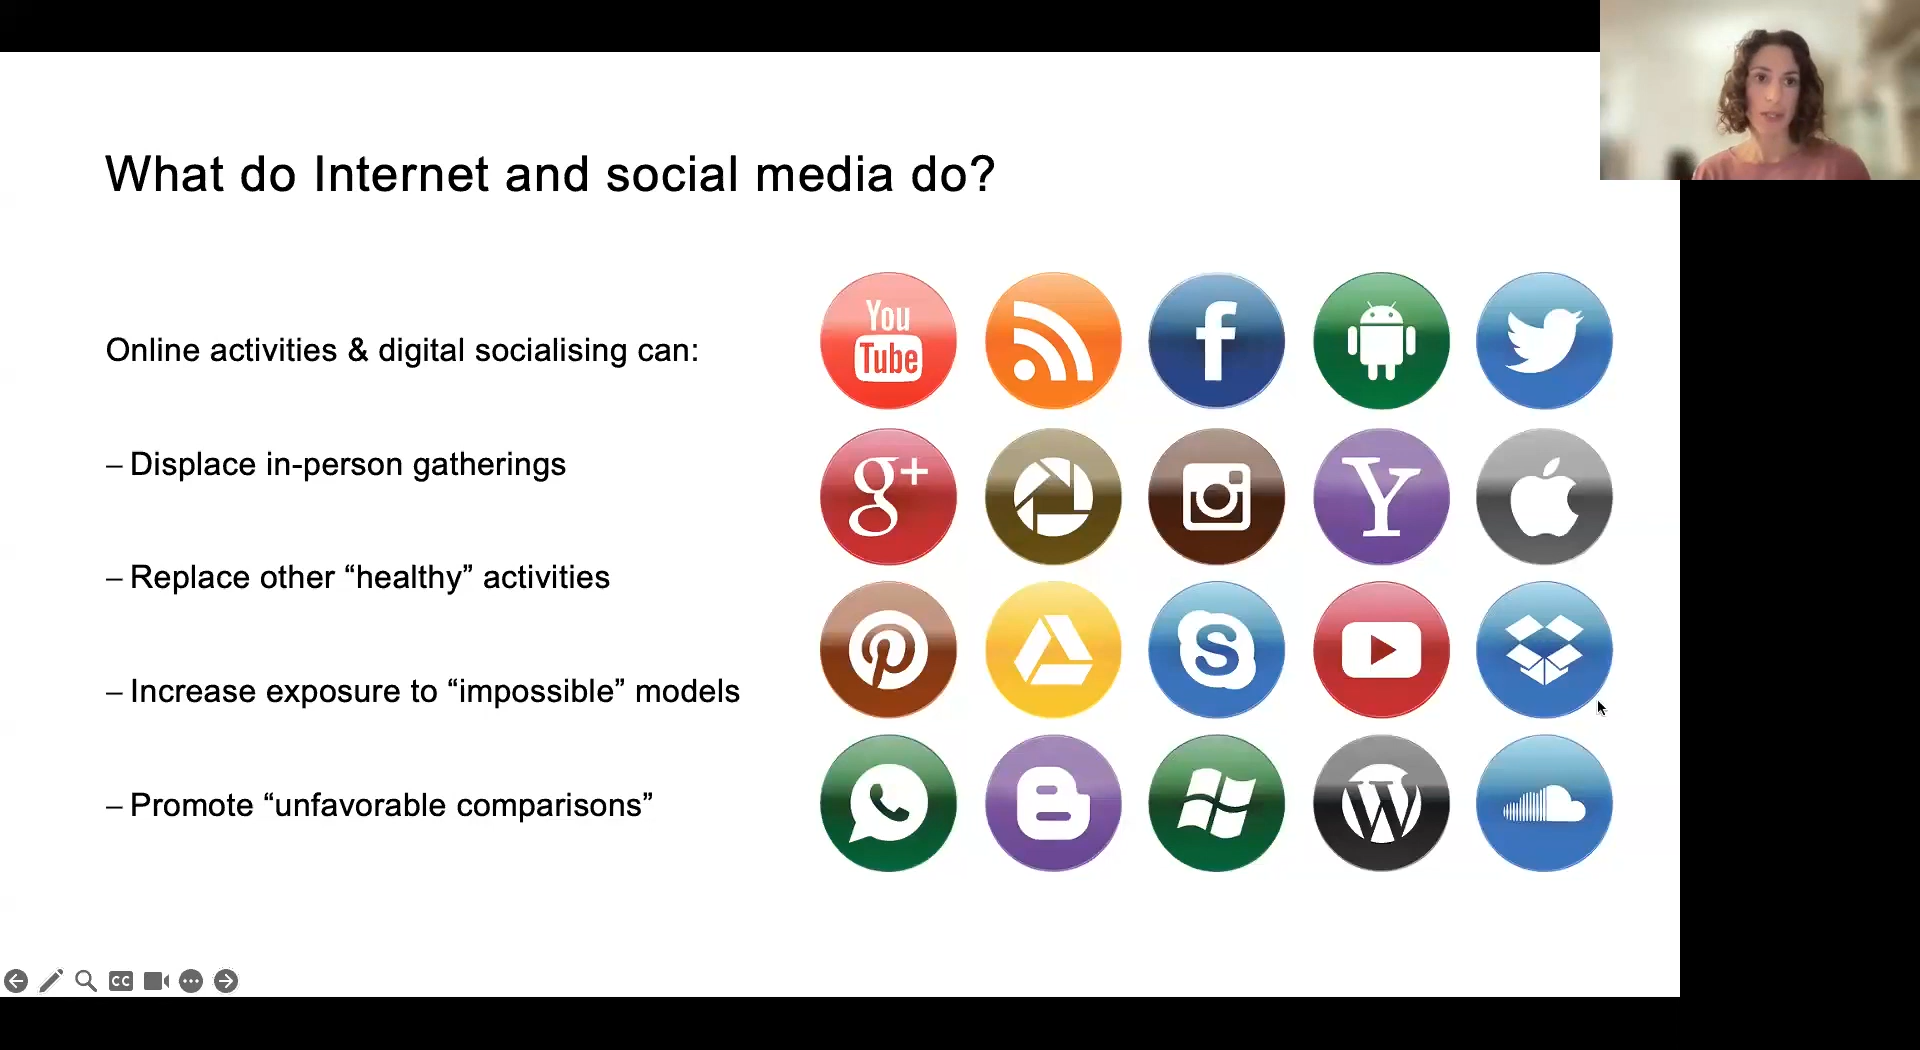 What do Internet and social media do?
Online activities & digital socialising can:
– Displace in-person gatherings
– Replace other “healthy” activities
– Increase exposure to “impossible” models
– Promote “unfavorable comparisons”
You
Tube
f
g+
Y
S
B
W
CC